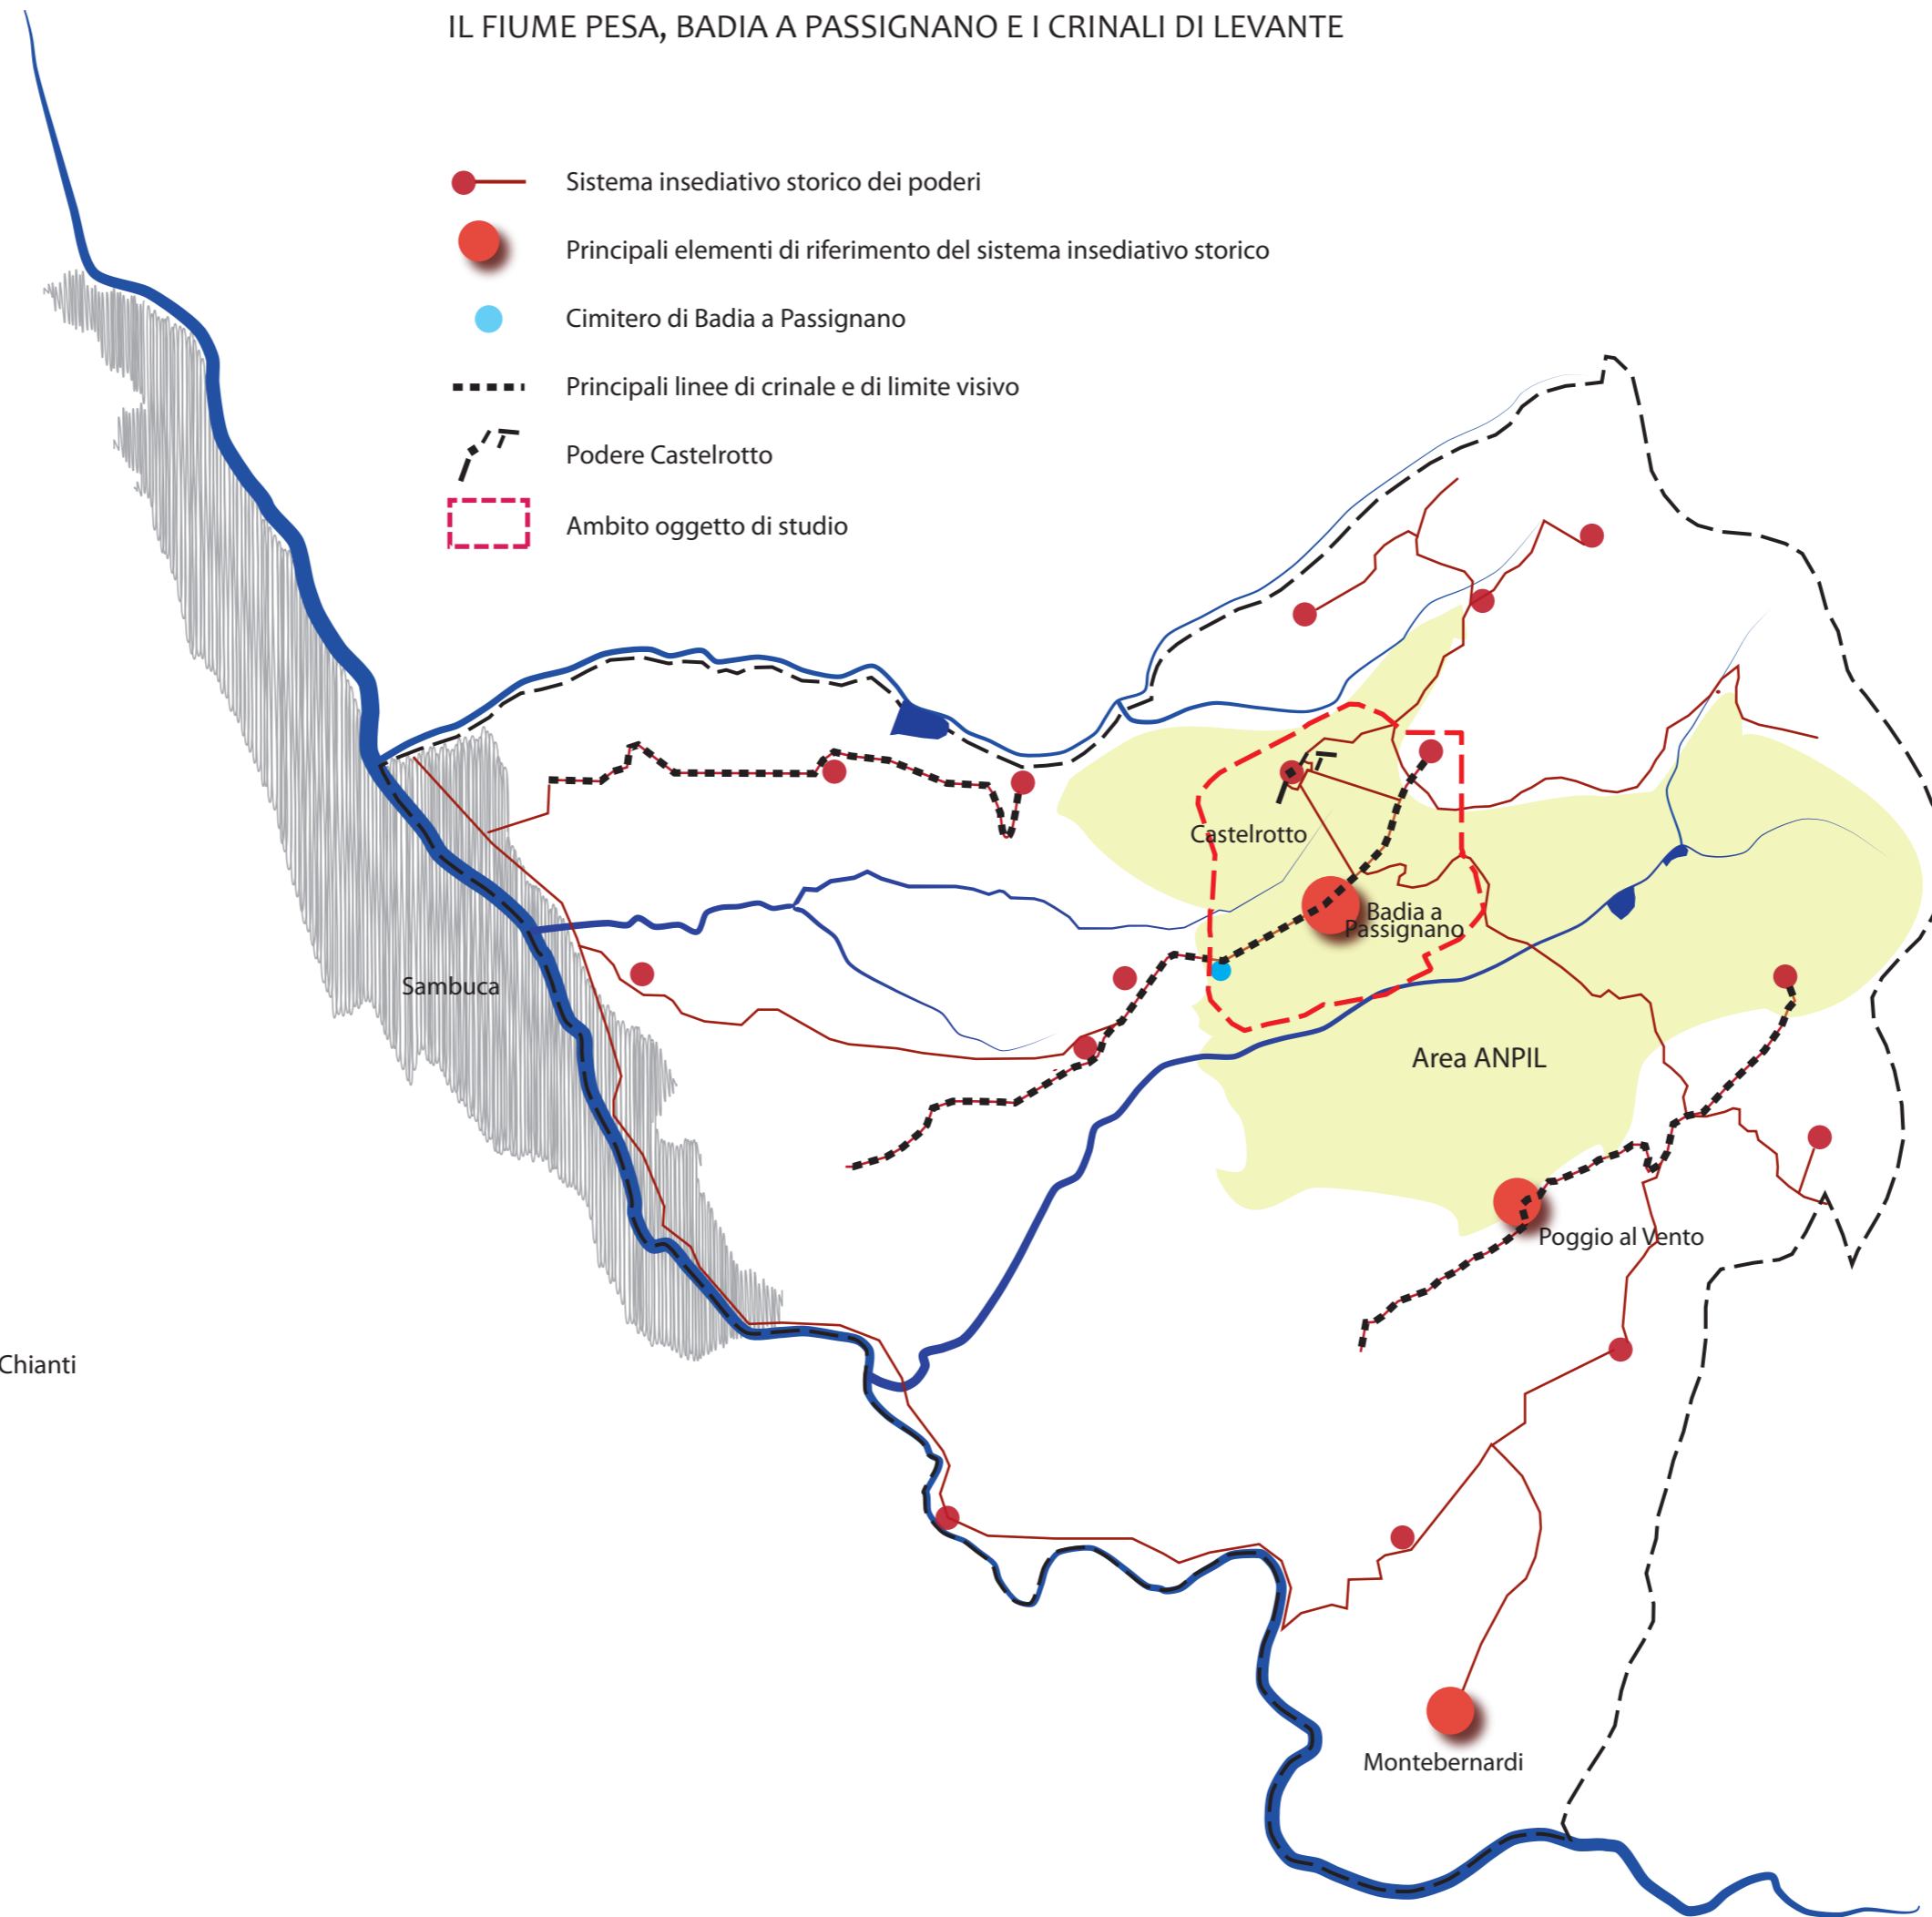 IL FIUME PESA, BADIA A PASSIGNANO E I CRINALI DI LEVANTE
Sistema insediativo storico dei poderi
Principali elementi di riferimento del sistema insediativo storico
Cimitero di Badia a Passignano
Principali linee di crinale e di limite visivo
Podere Castelrotto
Ambito oggetto di studio
Castelrotto
Badia a
Passignano
Sambuca
Area ANPIL
Poggio al Vento
Chianti
Montebernardi